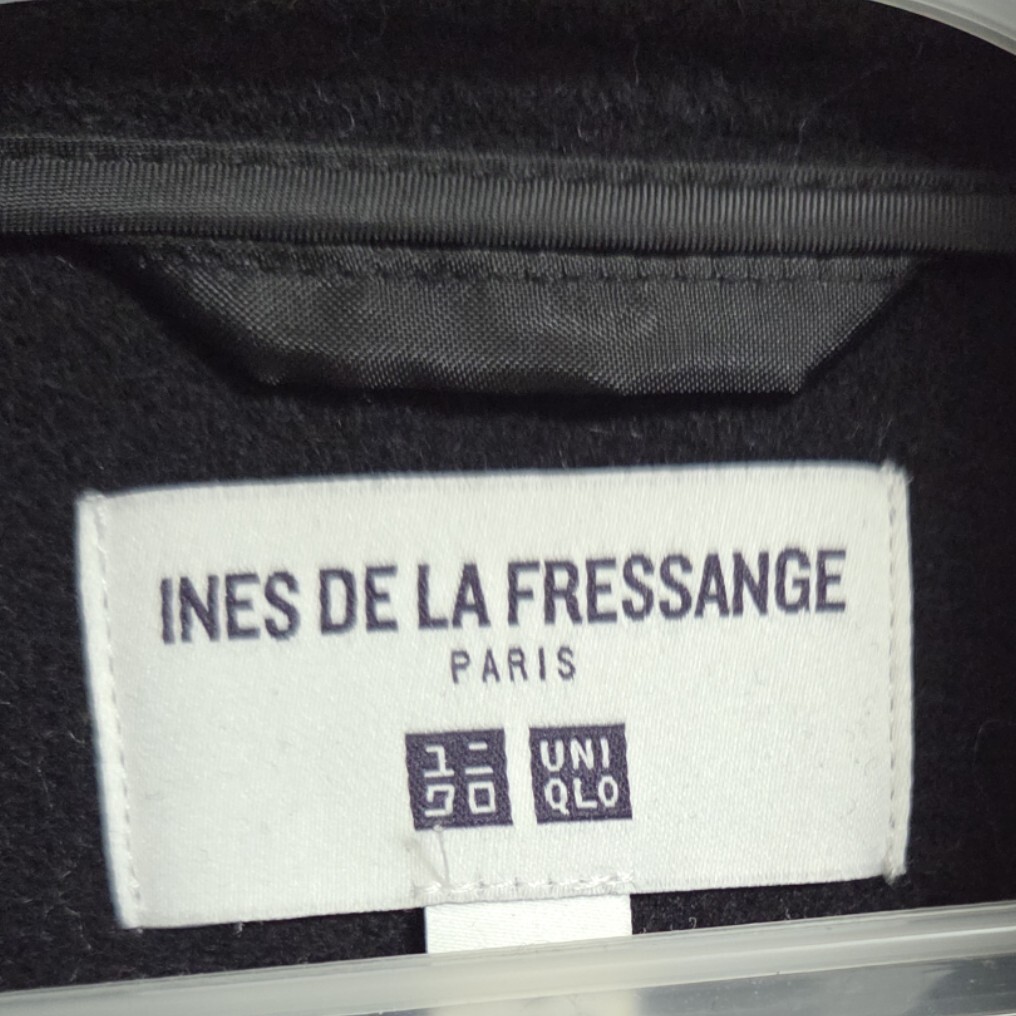 INES DE LA FRESSANGE
PARIS
ユニ UNI
クロ QLO